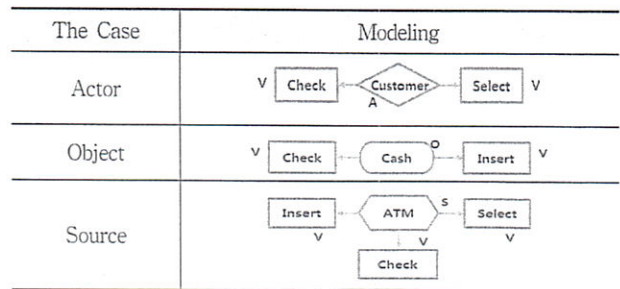 The Case Modeling
Actor
V Check Customer Select V
A
Object
V Check Cash O Insert V
Source
Insert ATM S Select
V V V
Check